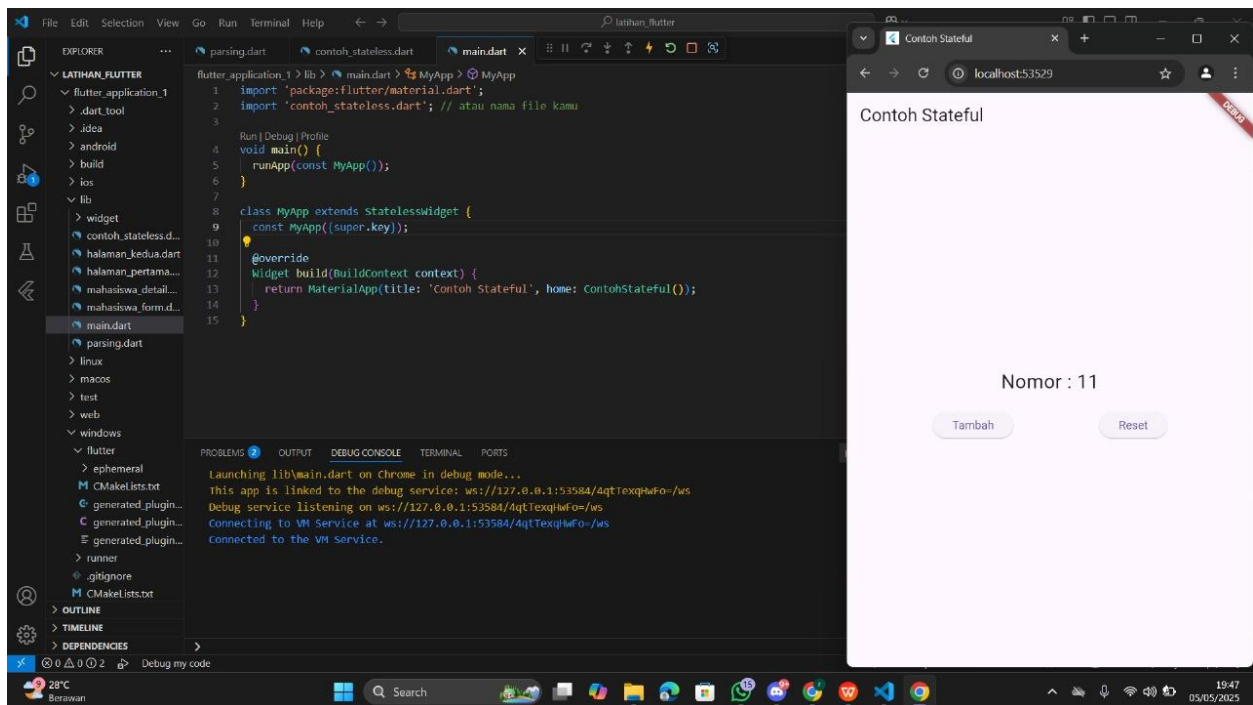 File Edit Selection View Go Run Terminal Help
latihan_flutter
EXPLORER
parsing.dart
contoh_stateless.dart
main.dart
LATIHAN_FLUTTER
flutter_application_1
.dart_tool
.idea
android
build
ios
lib
widget
contoh_stateless.d...
halaman_kedua.dart
halaman_pertama....
mahasiswa_detail....
mahasiswa_form.d...
main.dart
parsing.dart
linux
macos
test
web
windows
flutter
ephemeral
CMakeLists.txt
generated_plugin...
generated_plugin...
generated_plugin...
runner
.gitignore
CMakeLists.txt
OUTLINE
TIMELINE
DEPENDENCIES
flutter_application_1 > lib > main.dart > MyApp > MyApp
1 import 'package:flutter/material.dart';
2 import 'contoh_stateless.dart'; // atau nama file kamu
3
Run | Debug | Profile
4 void main() {
5 runApp(const MyApp());
6 }
7
8 class MyApp extends StatelessWidget {
9 const MyApp({super.key});
10
11 @override
12 Widget build(BuildContext context) {
13 return MaterialApp(title: 'Contoh Stateful', home: ContohStateful());
14 }
15 }
PROBLEMS 2 OUTPUT DEBUG CONSOLE TERMINAL PORTS
Launching lib\main.dart on Chrome in debug mode...
This app is linked to the debug service: ws://127.0.0.1:53584/4qtTexqHwFo=/ws
Debug service listening on ws://127.0.0.1:53584/4qtTexqHwFo=/ws
Connecting to VM Service at ws://127.0.0.1:53584/4qtTexqHwFo=/ws
Connected to the VM Service.
0 0 2 Debug my code
Contoh Stateful
localhost:53529
Contoh Stateful
DEBUG
Nomor : 11
Tambah Reset
28°C
Berawan
Search
19:47
05/05/2025